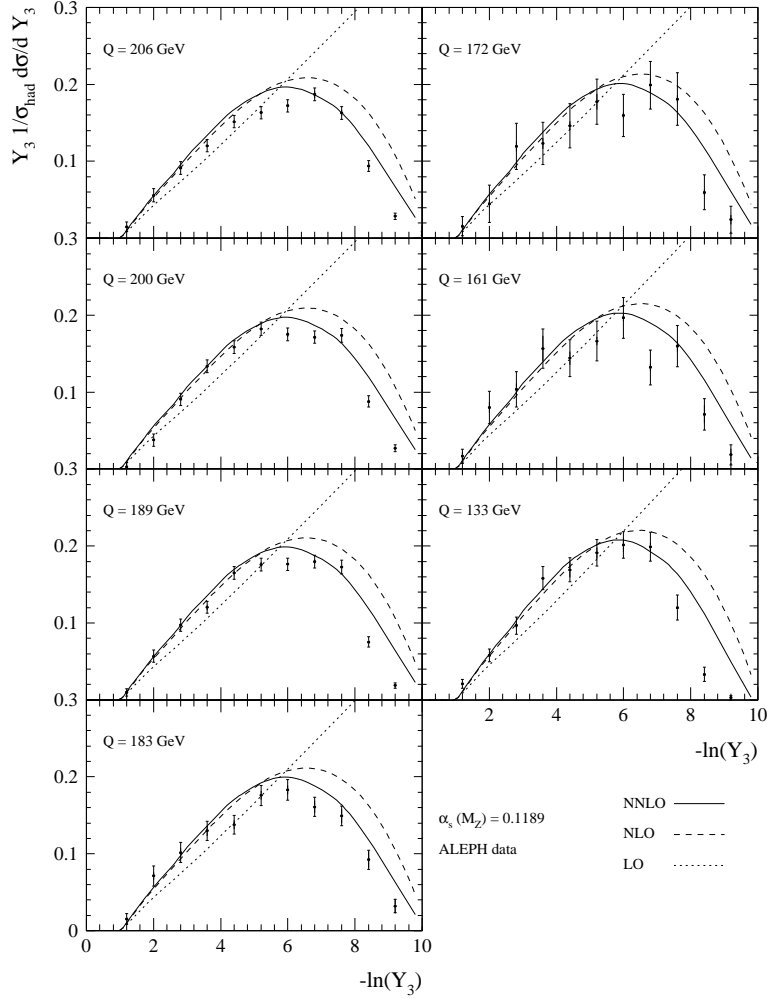 Y3 1/σhad dσ/d Y3
0.3
Q = 206 GeV
Q = 172 GeV
0.2
0.1
0.3
Q = 200 GeV
Q = 161 GeV
0.2
0.1
0.3
Q = 189 GeV
Q = 133 GeV
0.2
0.1
0.3
2 4 6 8 10
Q = 183 GeV
-ln(Y3)
0.2
αs (MZ) = 0.1189
NNLO
NLO
0.1
ALEPH data
LO
0
0 2 4 6 8 10
-ln(Y3)